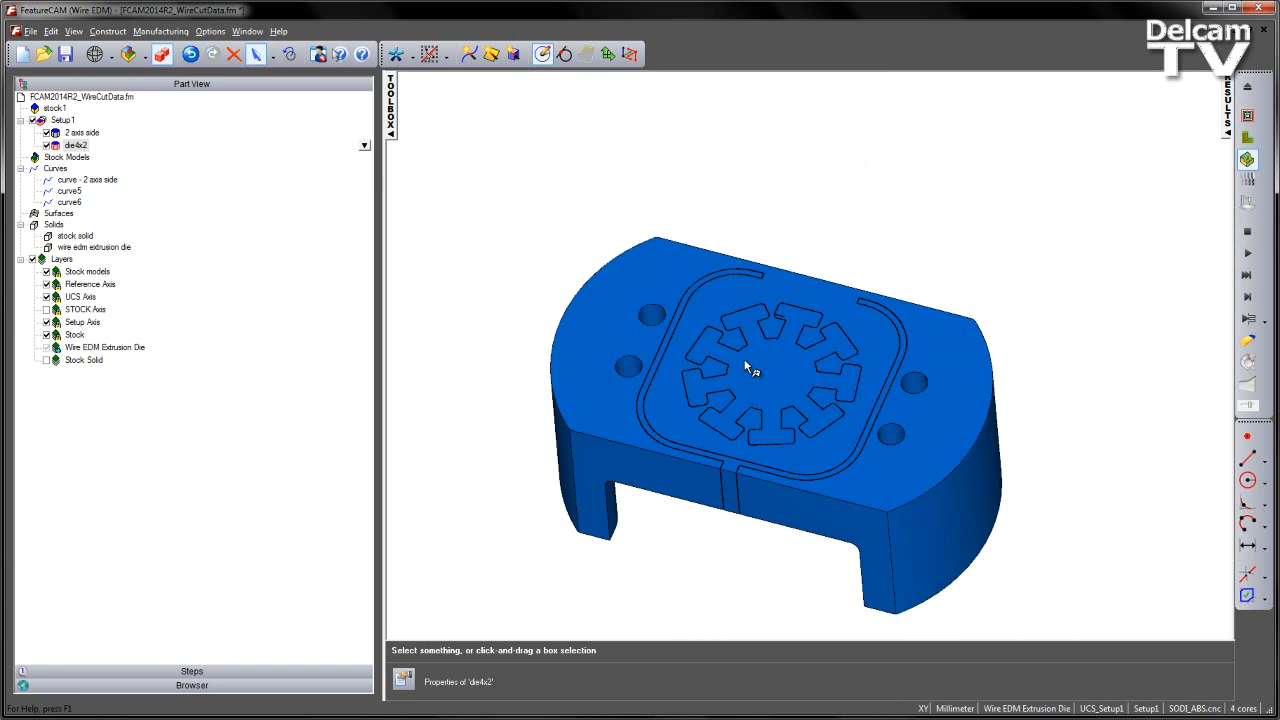 FeatureCAM (Wire EDM) - [FCAM2014R2_WireCutData.fm *]
File Edit View Construct Manufacturing Options Window Help
Delcam
TV
Part View
FCAM2014R2_WireCutData.fm
stock1
Setup1
2 axis side
die4x2
Stock Models
Curves
curve - 2 axis side
curve5
curve6
Surfaces
Solids
stock solid
wire edm extrusion die
Layers
Stock models
Reference Axis
UCS Axis
STOCK Axis
Setup Axis
Stock
Wire EDM Extrusion Die
Stock Solid
Steps
Browser
TOOLBOX
RESULTS
Select something, or click-and-drag a box selection
Properties of 'die4x2'
For Help, press F1
XY Millimeter Wire EDM Extrusion Die UCS_Setup1 Setup1 SODI_ABS.cnc 4 cores